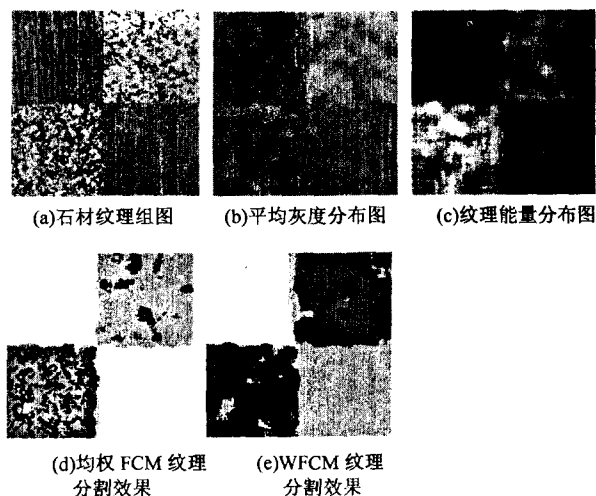 (a)石材纹理组图
(b)平均灰度分布图
(c)纹理能量分布图
(d)均权 FCM 纹理
分割效果
(e)WFCM 纹理
分割效果